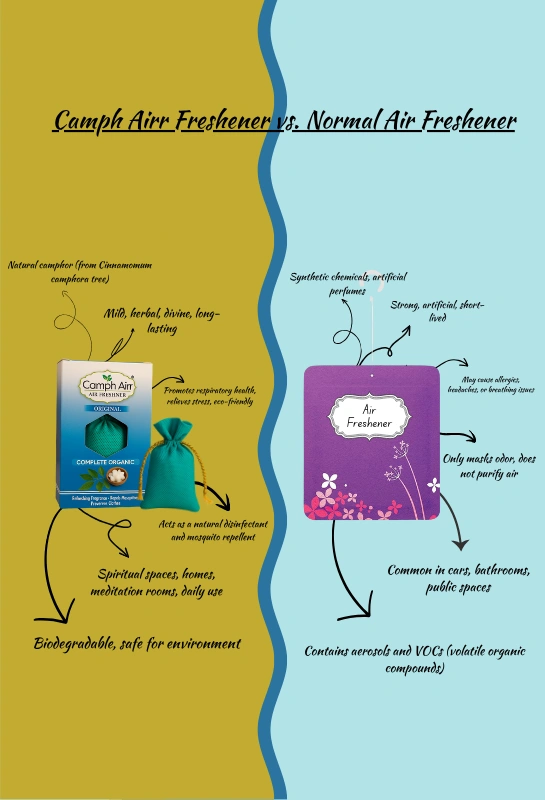 Camph Airr Freshener vs. Normal Air Freshener
Natural camphor (from Cinnamomum
camphora tree)
Mild, herbal, divine, long-
lasting
Promotes respiratory health,
relieves stress, eco-friendly
Camph Airr
AIR FRESHNER
ORIGINAL
COMPLETE ORGANIC
Refreshing Fragrance • Repels Mosquitoes
Prevents Clothes
Acts as a natural disinfectant
and mosquito repellent
Spiritual spaces, homes,
meditation rooms, daily use
Biodegradable, safe for environment
Synthetic chemicals, artificial
perfumes
Strong, artificial, short-
lived
May cause allergies,
headaches, or breathing issues
Air
Freshener
Only masks odor, does
not purify air
Common in cars, bathrooms,
public spaces
Contains aerosols and VOCs (volatile organic
compounds)